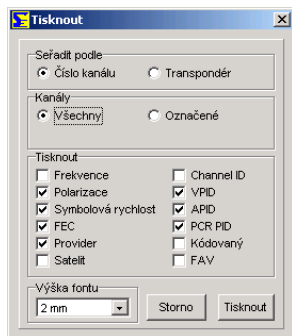 Tisknout
Seřadit podle
Číslo kanálu Transpondér
Kanály
Všechny Označené
Tisknout
Frekvence Channel ID
Polarizace VPID
Symbolová rychlost APID
FEC PCR PID
Provider Kódovaný
Satelit FAV
Výška fontu
2 mm Storno Tisknout